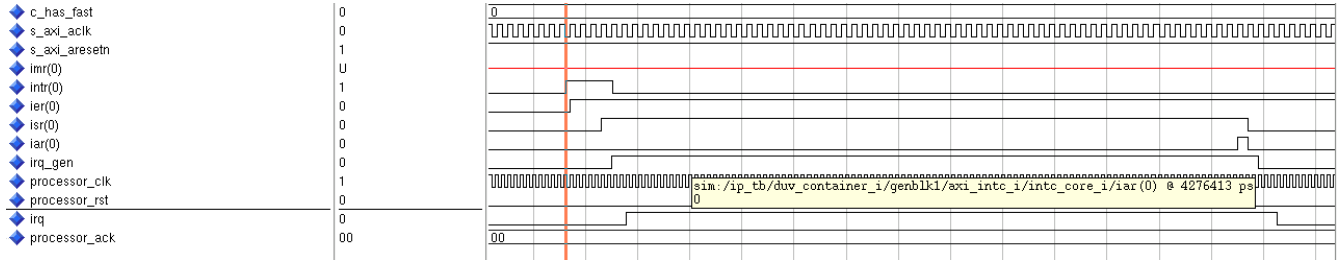 c_has_fast 0 0
s_axi_aclk 0
s_axi_aresetn 1
imr(0) U
intr(0) 1
ier(0) 0
isr(0) 0
iar(0) 0
irq_gen 0
processor_clk 1
sim:/ip_tb/duv_container_i/genblk1/axi_intc_i/intc_core_i/iar(0) @ 4276413 ps
processor_rst 0
0
irq 0
processor_ack 00 00